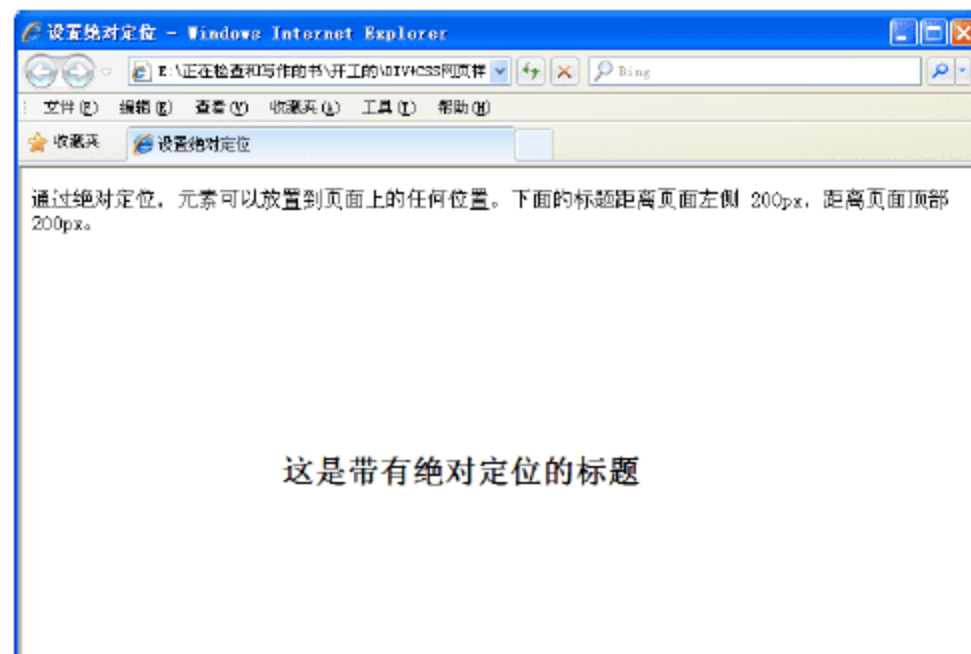 设置绝对定位 - Windows Internet Explorer
E:\正在检查和写作的书\开工的\DIV+CSS网页样
Bing
文件(F) 编辑(E) 查看(V) 收藏夹(A) 工具(T) 帮助(H)
收藏夹 设置绝对定位
通过绝对定位，元素可以放置到页面上的任何位置。下面的标题距离页面左侧 200px，距离页面顶部
200px。
这是带有绝对定位的标题